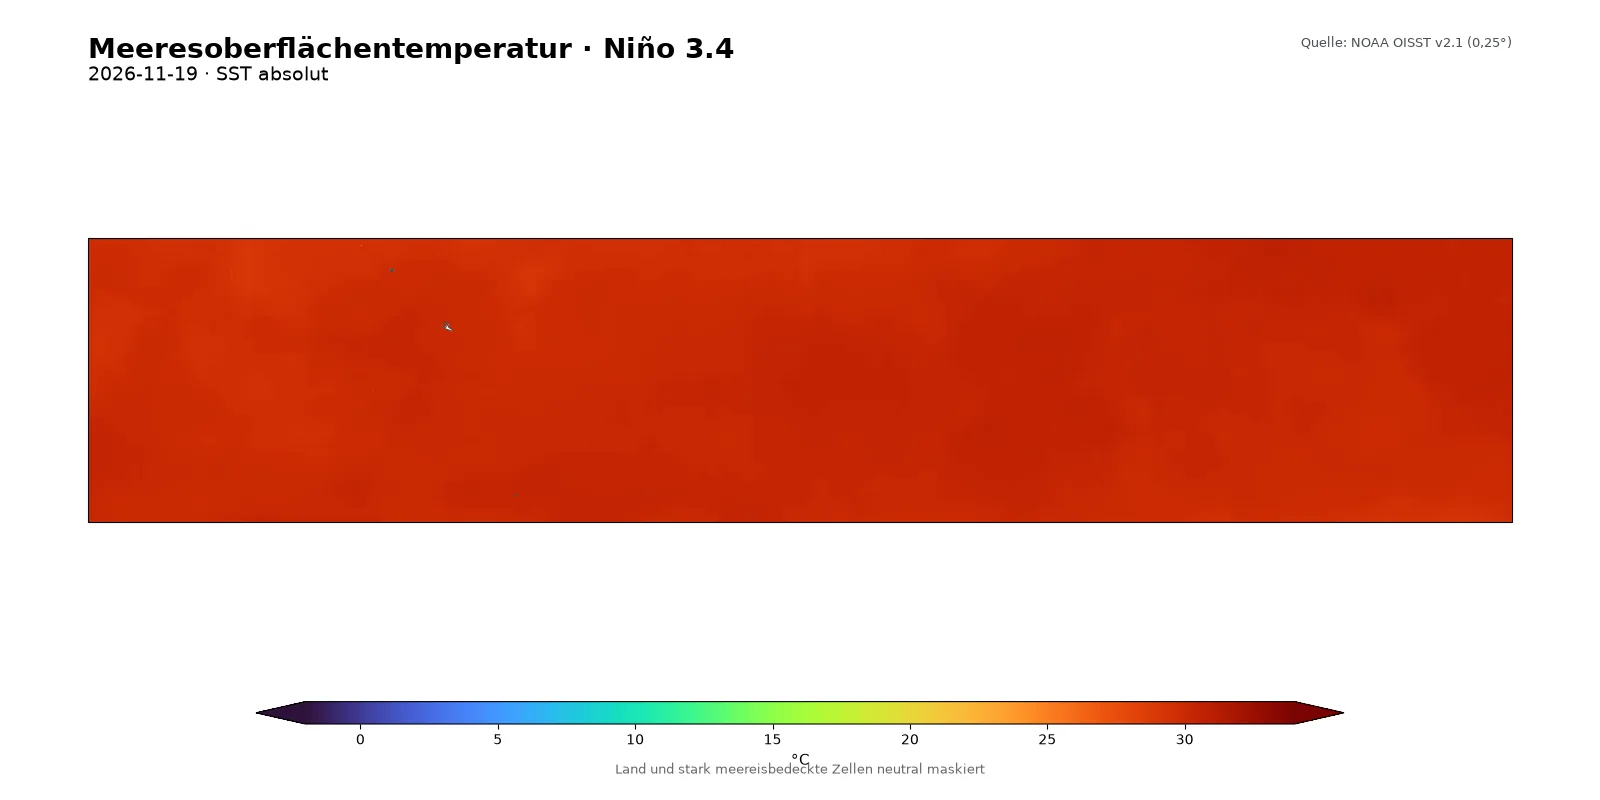 Meeresoberflächentemperatur · Niño 3.4
2026-11-19 · SST absolut
Quelle: NOAA OISST v2.1 (0,25°)
0 5 10 15 20 25 30
°C
Land und stark meereisbedeckte Zellen neutral maskiert